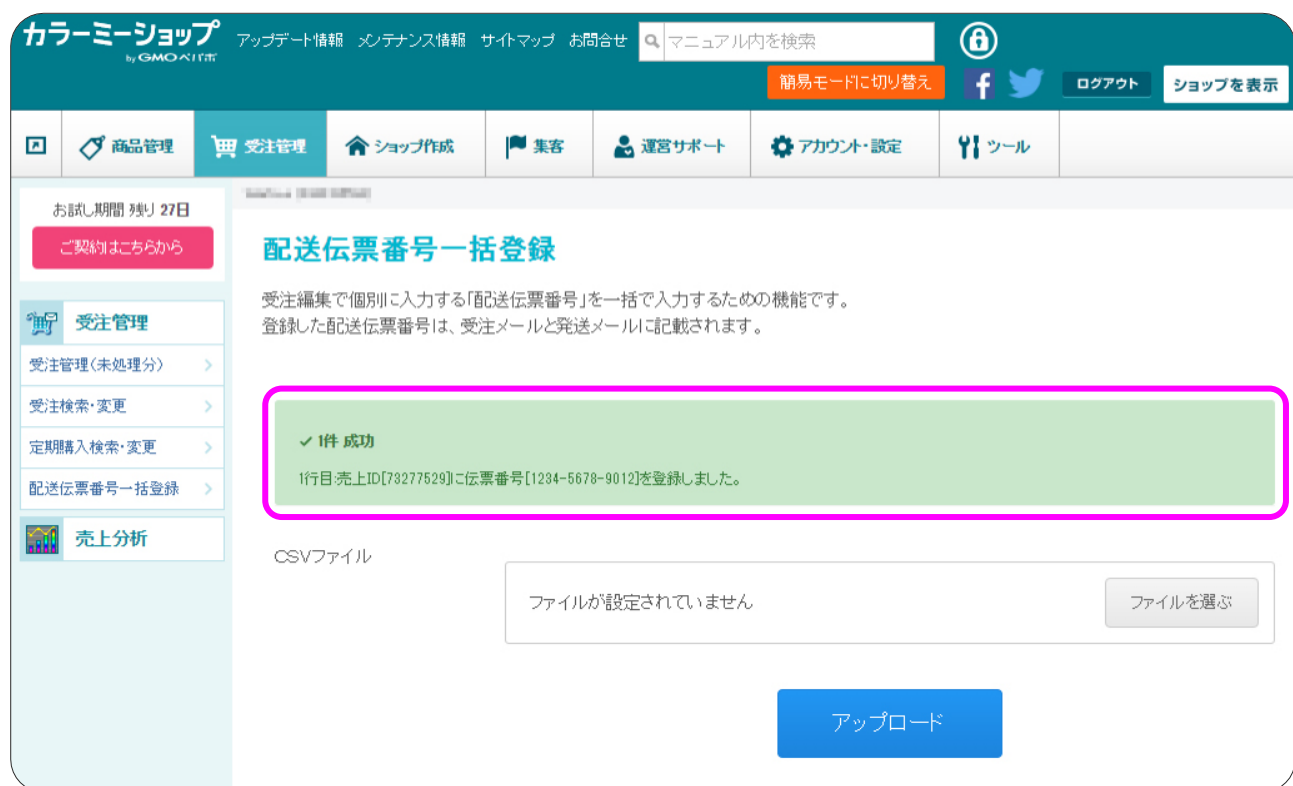 カラーミーショップ
by GMOペパボ
アップデート情報 メンテナンス情報 サイトマップ お問合せ マニュアル内を検索
簡易モードに切り替え ログアウト ショップを表示
商品管理 受注管理 ショップ作成 集客 運営サポート アカウント・設定 ツール
お試し期間 残り 27日
ご契約はこちらから
受注管理
受注管理(未処理分)
受注検索・変更
定期購入検索・変更
配送伝票番号一括登録
売上分析
配送伝票番号一括登録
受注編集で個別に入力する「配送伝票番号」を一括で入力するための機能です。
登録した配送伝票番号は、受注メールと発送メールに記載されます。
✓ 1件 成功
1行目:売上ID[73277529]に伝票番号[1234-5678-9012]を登録しました。
CSVファイル
ファイルが設定されていません ファイルを選ぶ
アップロード